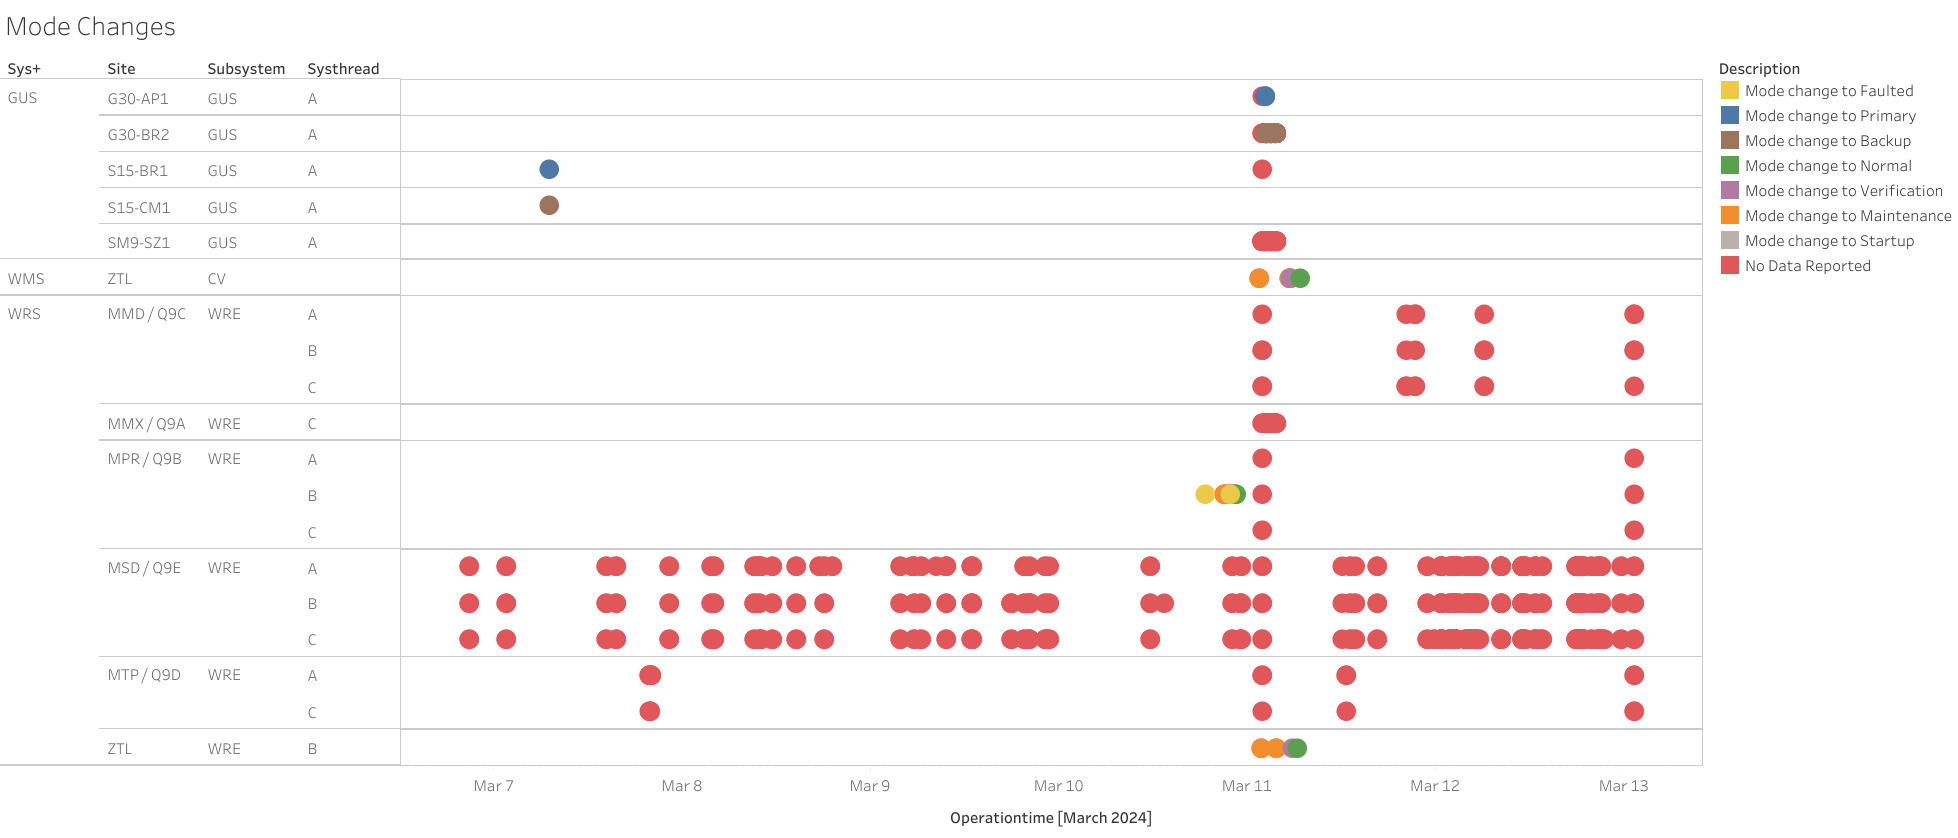 Mode Changes
Sys+ Site Subsystem Systhread
GUS G30-AP1 GUS A
G30-BR2 GUS A
S15-BR1 GUS A
S15-CM1 GUS A
SM9-SZ1 GUS A
WMS ZTL CV
WRS MMD / Q9C WRE A
B
C
MMX / Q9A WRE C
MPR / Q9B WRE A
B
C
MSD / Q9E WRE A
B
C
MTP / Q9D WRE A
C
ZTL WRE B
Mar 7 Mar 8 Mar 9 Mar 10 Mar 11 Mar 12 Mar 13
Operationtime [March 2024]
Description
Mode change to Faulted
Mode change to Primary
Mode change to Backup
Mode change to Normal
Mode change to Verification
Mode change to Maintenance
Mode change to Startup
No Data Reported